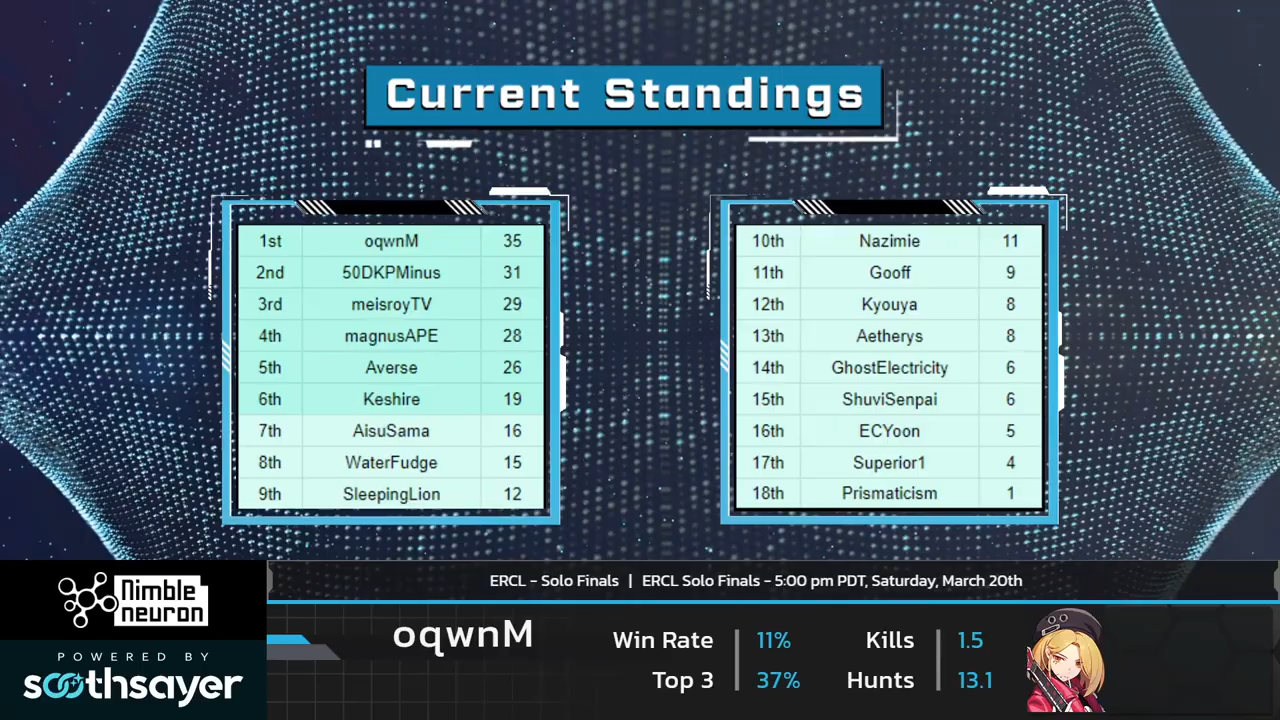 Current Standings
1st oqwnM 35
2nd 50DKPMinus 31
3rd meisroyTV 29
4th magnusAPE 28
5th Averse 26
6th Keshire 19
7th AisuSama 16
8th WaterFudge 15
9th SleepingLion 12
10th Nazimie 11
11th Gooff 9
12th Kyouya 8
13th Aetherys 8
14th GhostElectricity 6
15th ShuviSenpai 6
16th ECYoon 5
17th Superior1 4
18th Prismaticism 1
Nimble
neuron
ERCL - Solo Finals | ERCL Solo Finals - 5:00 pm PDT, Saturday, March 20th
POWERED BY
soothsayer
oqwnM
Win Rate 11% Kills 1.5
Top 3 37% Hunts 13.1